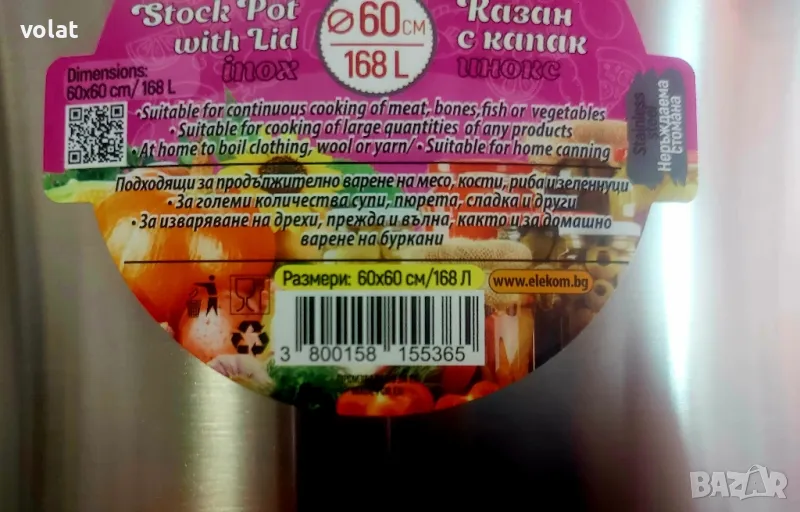 volat
Stock Pot
with Lid
inox
Ø 60 СМ
168 L
Казан
с капак
инокс
Dimensions:
60x60 cm/ 168 L
Stainless
steel
Неръждаема
стомана
•Suitable for continuous cooking of meat, bones,fish or vegetables
•Suitable for cooking of large quantities of any products
•At home to boil clothing, wool or yarn/ •Suitable for home canning
Подходящи за продължително варене на месо, кости, риба и зеленчуци
•За големи количества супи, пюрета, сладка и други
•За изваряване на дрехи, прежда и вълна, както и за домашно
варене на буркани
Размери: 60x60 см/168 Л
www.elekom.bg
3 800158 155365
BAZAR